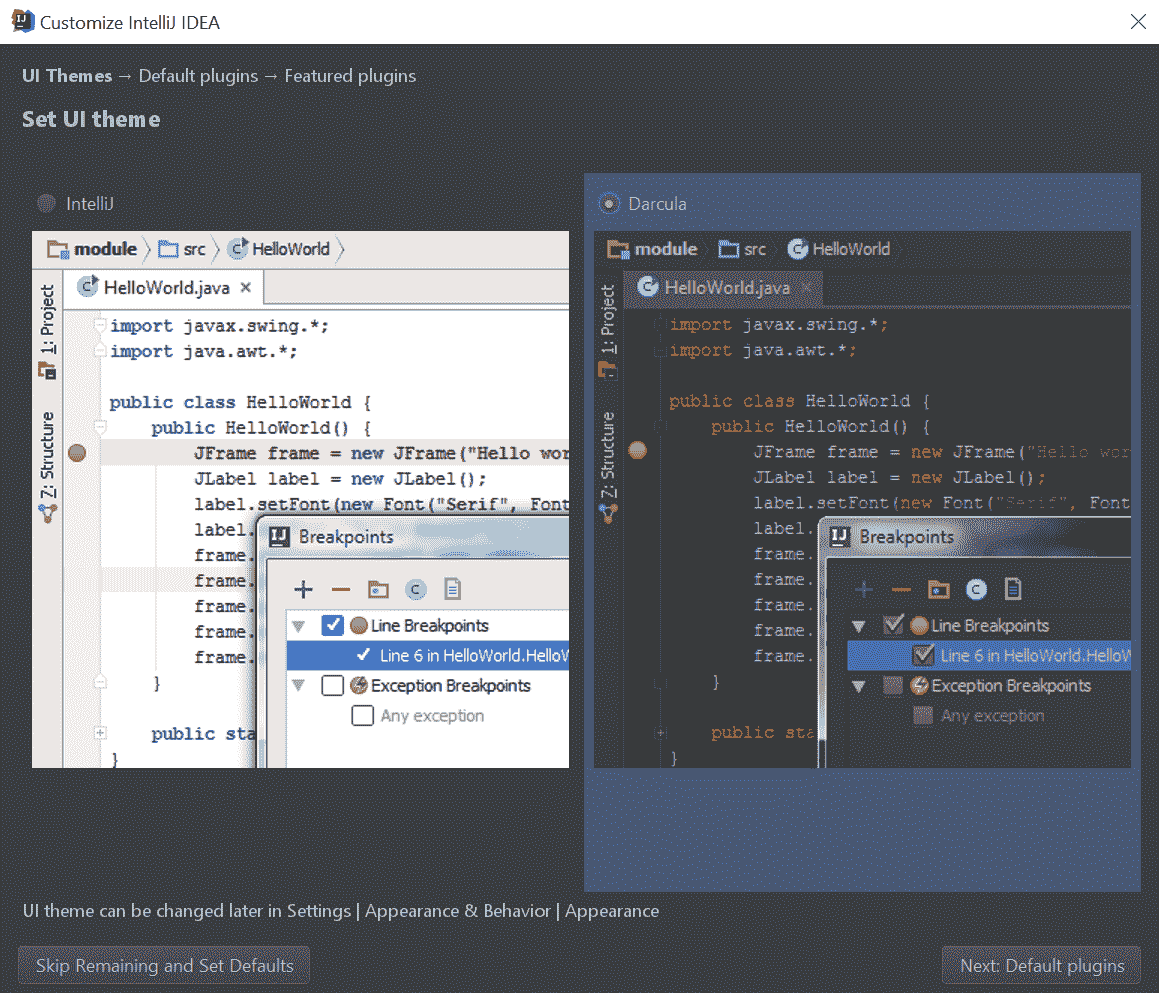 Customize IntelliJ IDEA
UI Themes → Default plugins → Featured plugins
Set UI theme
IntelliJ
module src HelloWorld
HelloWorld.java
1: Project
7: Structure
import javax.swing.*;
import java.awt.*;
public class HelloWorld {
public HelloWorld() {
JFrame frame = new JFrame("Hello wor
JLabel label = new JLabel();
label.setFont(new Font("Serif", Font
label.
frame.
frame.
frame.
frame.
frame.
}
public sta
}
Breakpoints
Line Breakpoints
Line 6 in HelloWorld.HelloW
Exception Breakpoints
Any exception
Darcula
module src HelloWorld
HelloWorld.java
1: Project
7: Structure
import javax.swing.*;
import java.awt.*;
public class HelloWorld {
public HelloWorld() {
JFrame frame = new JFrame("Hello wor
JLabel label = new JLabel();
label.setFont(new Font("Serif", Font
label.
frame.
frame.
frame.
frame.
frame.
}
public sta
}
Breakpoints
Line Breakpoints
Line 6 in HelloWorld.HelloW
Exception Breakpoints
Any exception
UI theme can be changed later in Settings | Appearance & Behavior | Appearance
Skip Remaining and Set Defaults
Next: Default plugins